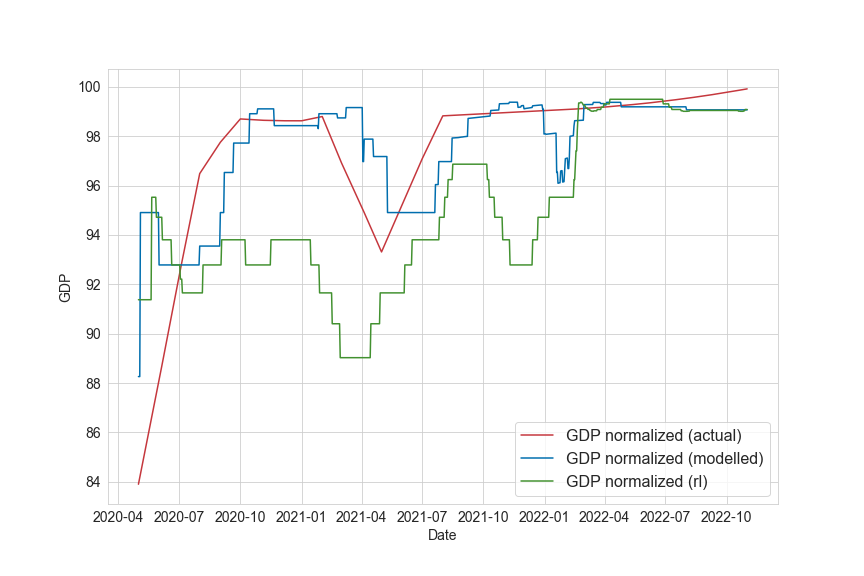 100
98
96
94
92
90
88
86
84
GDP
GDP normalized (actual)
GDP normalized (modelled)
GDP normalized (rl)
2020-04 2020-07 2020-10 2021-01 2021-04 2021-07 2021-10 2022-01 2022-04 2022-07 2022-10
Date